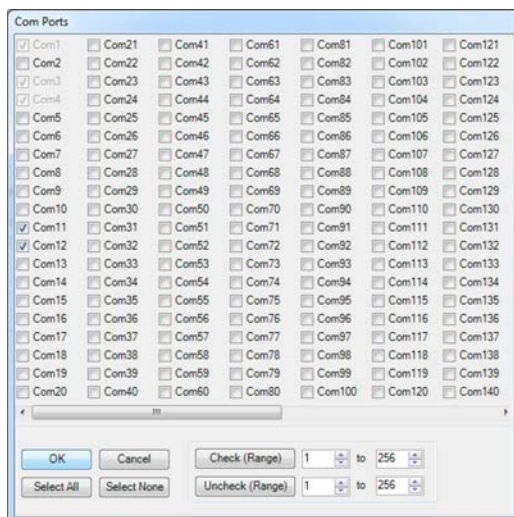 Com Ports
Com1 Com21 Com41 Com61 Com81 Com101 Com121
Com2 Com22 Com42 Com62 Com82 Com102 Com122
Com3 Com23 Com43 Com63 Com83 Com103 Com123
Com4 Com24 Com44 Com64 Com84 Com104 Com124
Com5 Com25 Com45 Com65 Com85 Com105 Com125
Com6 Com26 Com46 Com66 Com86 Com106 Com126
Com7 Com27 Com47 Com67 Com87 Com107 Com127
Com8 Com28 Com48 Com68 Com88 Com108 Com128
Com9 Com29 Com49 Com69 Com89 Com109 Com129
Com10 Com30 Com50 Com70 Com90 Com110 Com130
Com11 Com31 Com51 Com71 Com91 Com111 Com131
Com12 Com32 Com52 Com72 Com92 Com112 Com132
Com13 Com33 Com53 Com73 Com93 Com113 Com133
Com14 Com34 Com54 Com74 Com94 Com114 Com134
Com15 Com35 Com55 Com75 Com95 Com115 Com135
Com16 Com36 Com56 Com76 Com96 Com116 Com136
Com17 Com37 Com57 Com77 Com97 Com117 Com137
Com18 Com38 Com58 Com78 Com98 Com118 Com138
Com19 Com39 Com59 Com79 Com99 Com119 Com139
Com20 Com40 Com60 Com80 Com100 Com120 Com140
OK Cancel Check (Range) 1 to 256
Select All Select None Uncheck (Range) 1 to 256